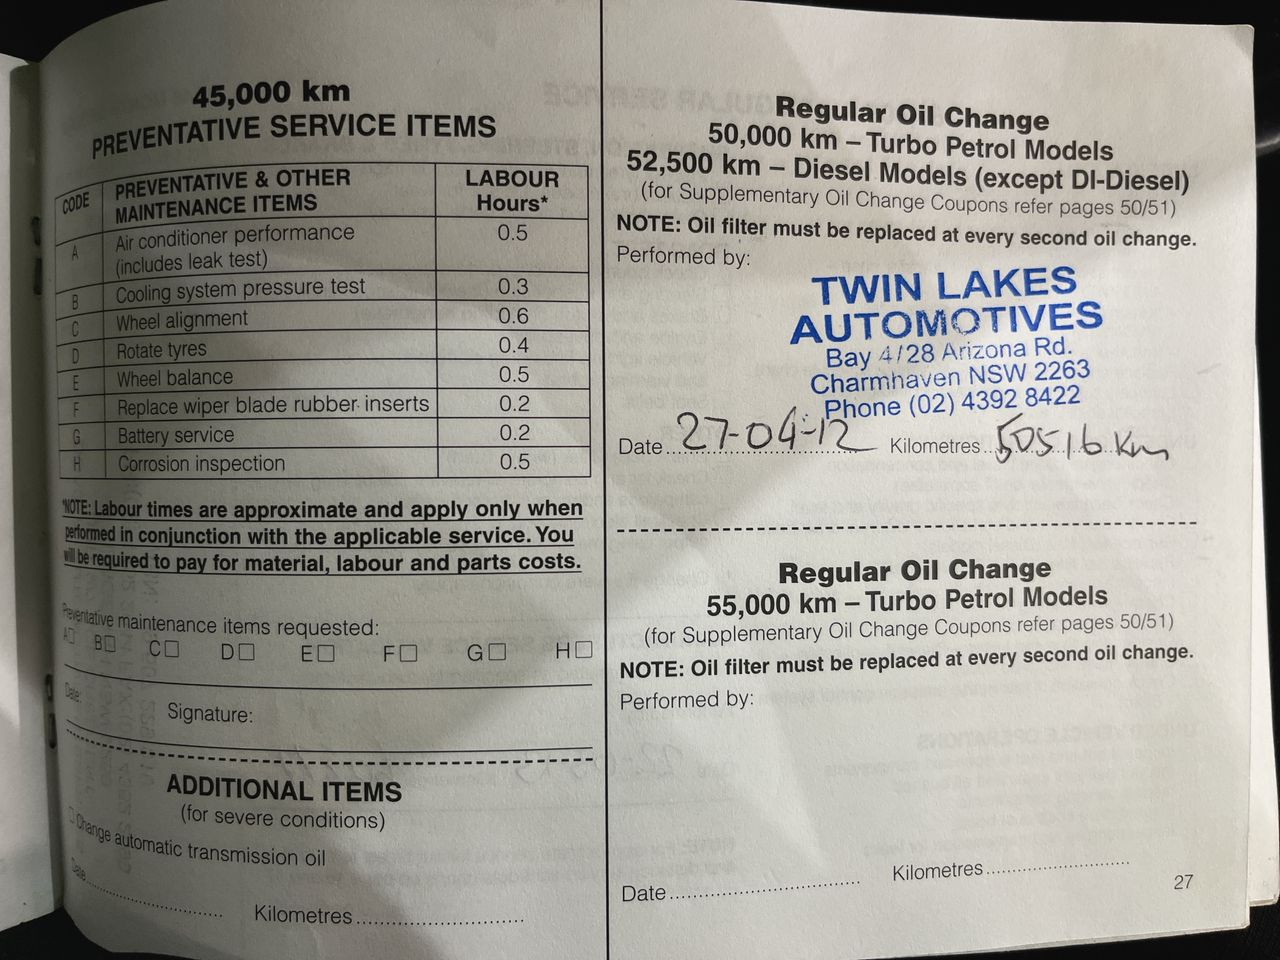 45,000 km
PREVENTATIVE SERVICE ITEMS
CODE PREVENTATIVE & OTHER MAINTENANCE ITEMS LABOUR Hours*
A Air conditioner performance (includes leak test) 0.5
B Cooling system pressure test 0.3
C Wheel alignment 0.6
D Rotate tyres 0.4
E Wheel balance 0.5
F Replace wiper blade rubber inserts 0.2
G Battery service 0.2
H Corrosion inspection 0.5
*NOTE: Labour times are approximate and apply only when
performed in conjunction with the applicable service. You
will be required to pay for material, labour and parts costs.
Preventative maintenance items requested:
A☐ B☐ C☐ D☐ E☐ F☐ G☐ H☐
Date:
Signature:
ADDITIONAL ITEMS
(for severe conditions)
☐ Change automatic transmission oil
Date.................... Kilometres....................
Regular Oil Change
50,000 km – Turbo Petrol Models
52,500 km – Diesel Models (except DI-Diesel)
(for Supplementary Oil Change Coupons refer pages 50/51)
NOTE: Oil filter must be replaced at every second oil change.
Performed by:
TWIN LAKES
AUTOMOTIVES
Bay 4/28 Arizona Rd.
Charmhaven NSW 2263
Phone (02) 4392 8422
Date 27-04-12 Kilometres 50516 Km
Regular Oil Change
55,000 km – Turbo Petrol Models
(for Supplementary Oil Change Coupons refer pages 50/51)
NOTE: Oil filter must be replaced at every second oil change.
Performed by:
Date.................... Kilometres....................
27